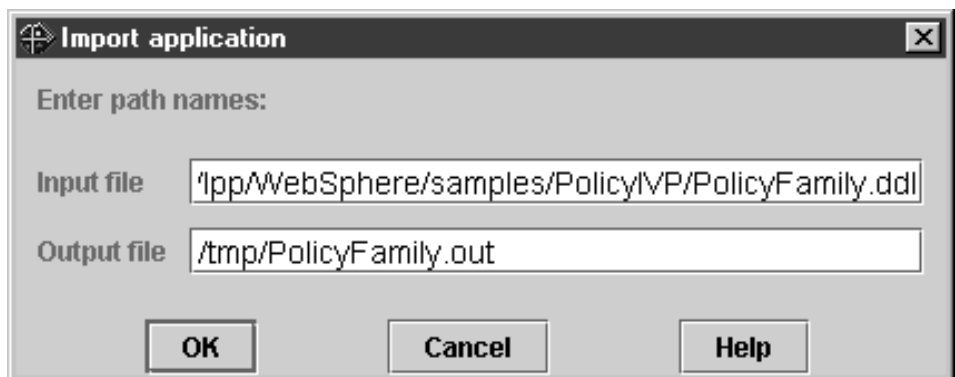 Import application
Enter path names:
Input file /lpp/WebSphere/samples/PolicyIVP/PolicyFamily.ddl
Output file /tmp/PolicyFamily.out
OK Cancel Help